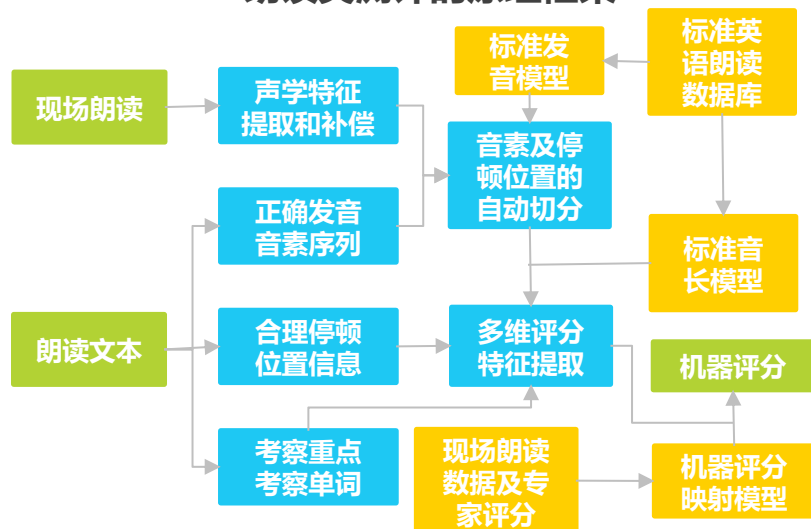 标准发
音模型
标准英
语朗读
数据库
现场朗读
声学特征
提取和补偿
音素及停
顿位置的
自动切分
正确发音
音素序列
标准音
长模型
朗读文本
合理停顿
位置信息
多维评分
特征提取
机器评分
考察重点
考察单词
现场朗读
数据及专
家评分
机器评分
映射模型